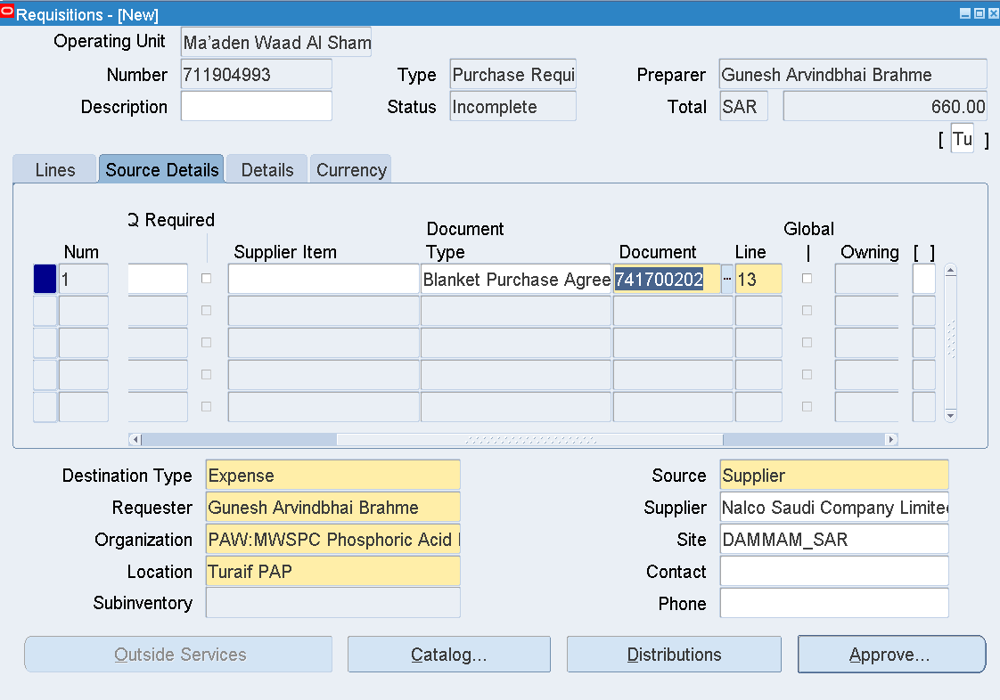 Requisitions - [New]
Operating Unit Ma'aden Waad Al Sham
Number 711904993 Type Purchase Requi Preparer Gunesh Arvindbhai Brahme
Description Status Incomplete Total SAR 660.00
[ Tu ]
Lines Source Details Details Currency
Q Required
Document
Global
Num Supplier Item Type Document Line | Owning [ ]
1 Blanket Purchase Agree 741700202 ... 13
Destination Type Expense Source Supplier
Requester Gunesh Arvindbhai Brahme Supplier Nalco Saudi Company Limite
Organization PAW:MWSPC Phosphoric Acid Site DAMMAM_SAR
Location Turaif PAP Contact
Subinventory Phone
Outside Services Catalog... Distributions Approve...